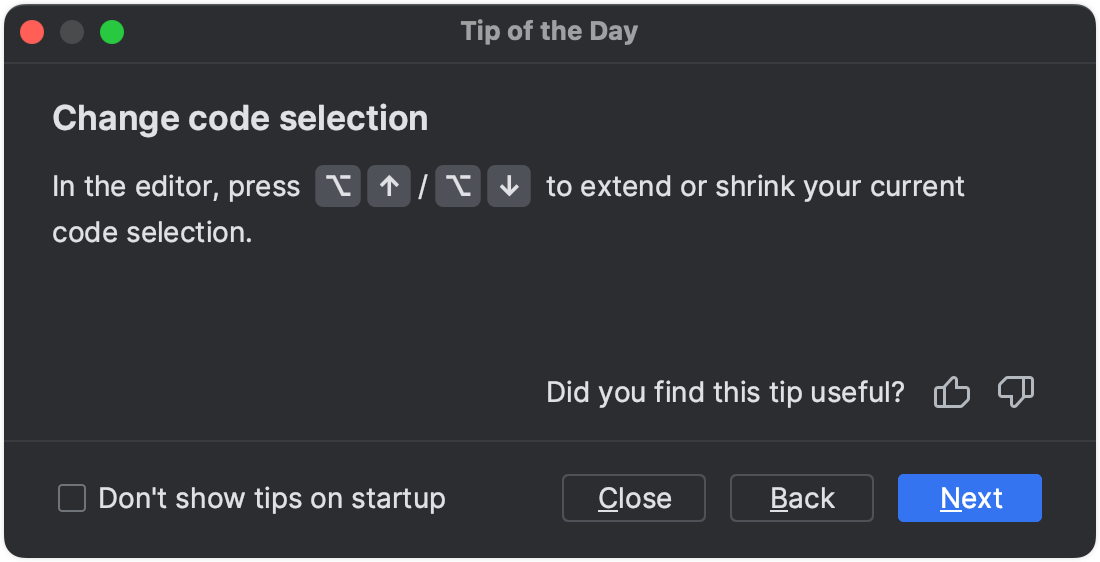 Tip of the Day
Change code selection
In the editor, press ⌥ ↑ / ⌥ ↓ to extend or shrink your current
code selection.
Did you find this tip useful?
Don't show tips on startup
Close
Back
Next